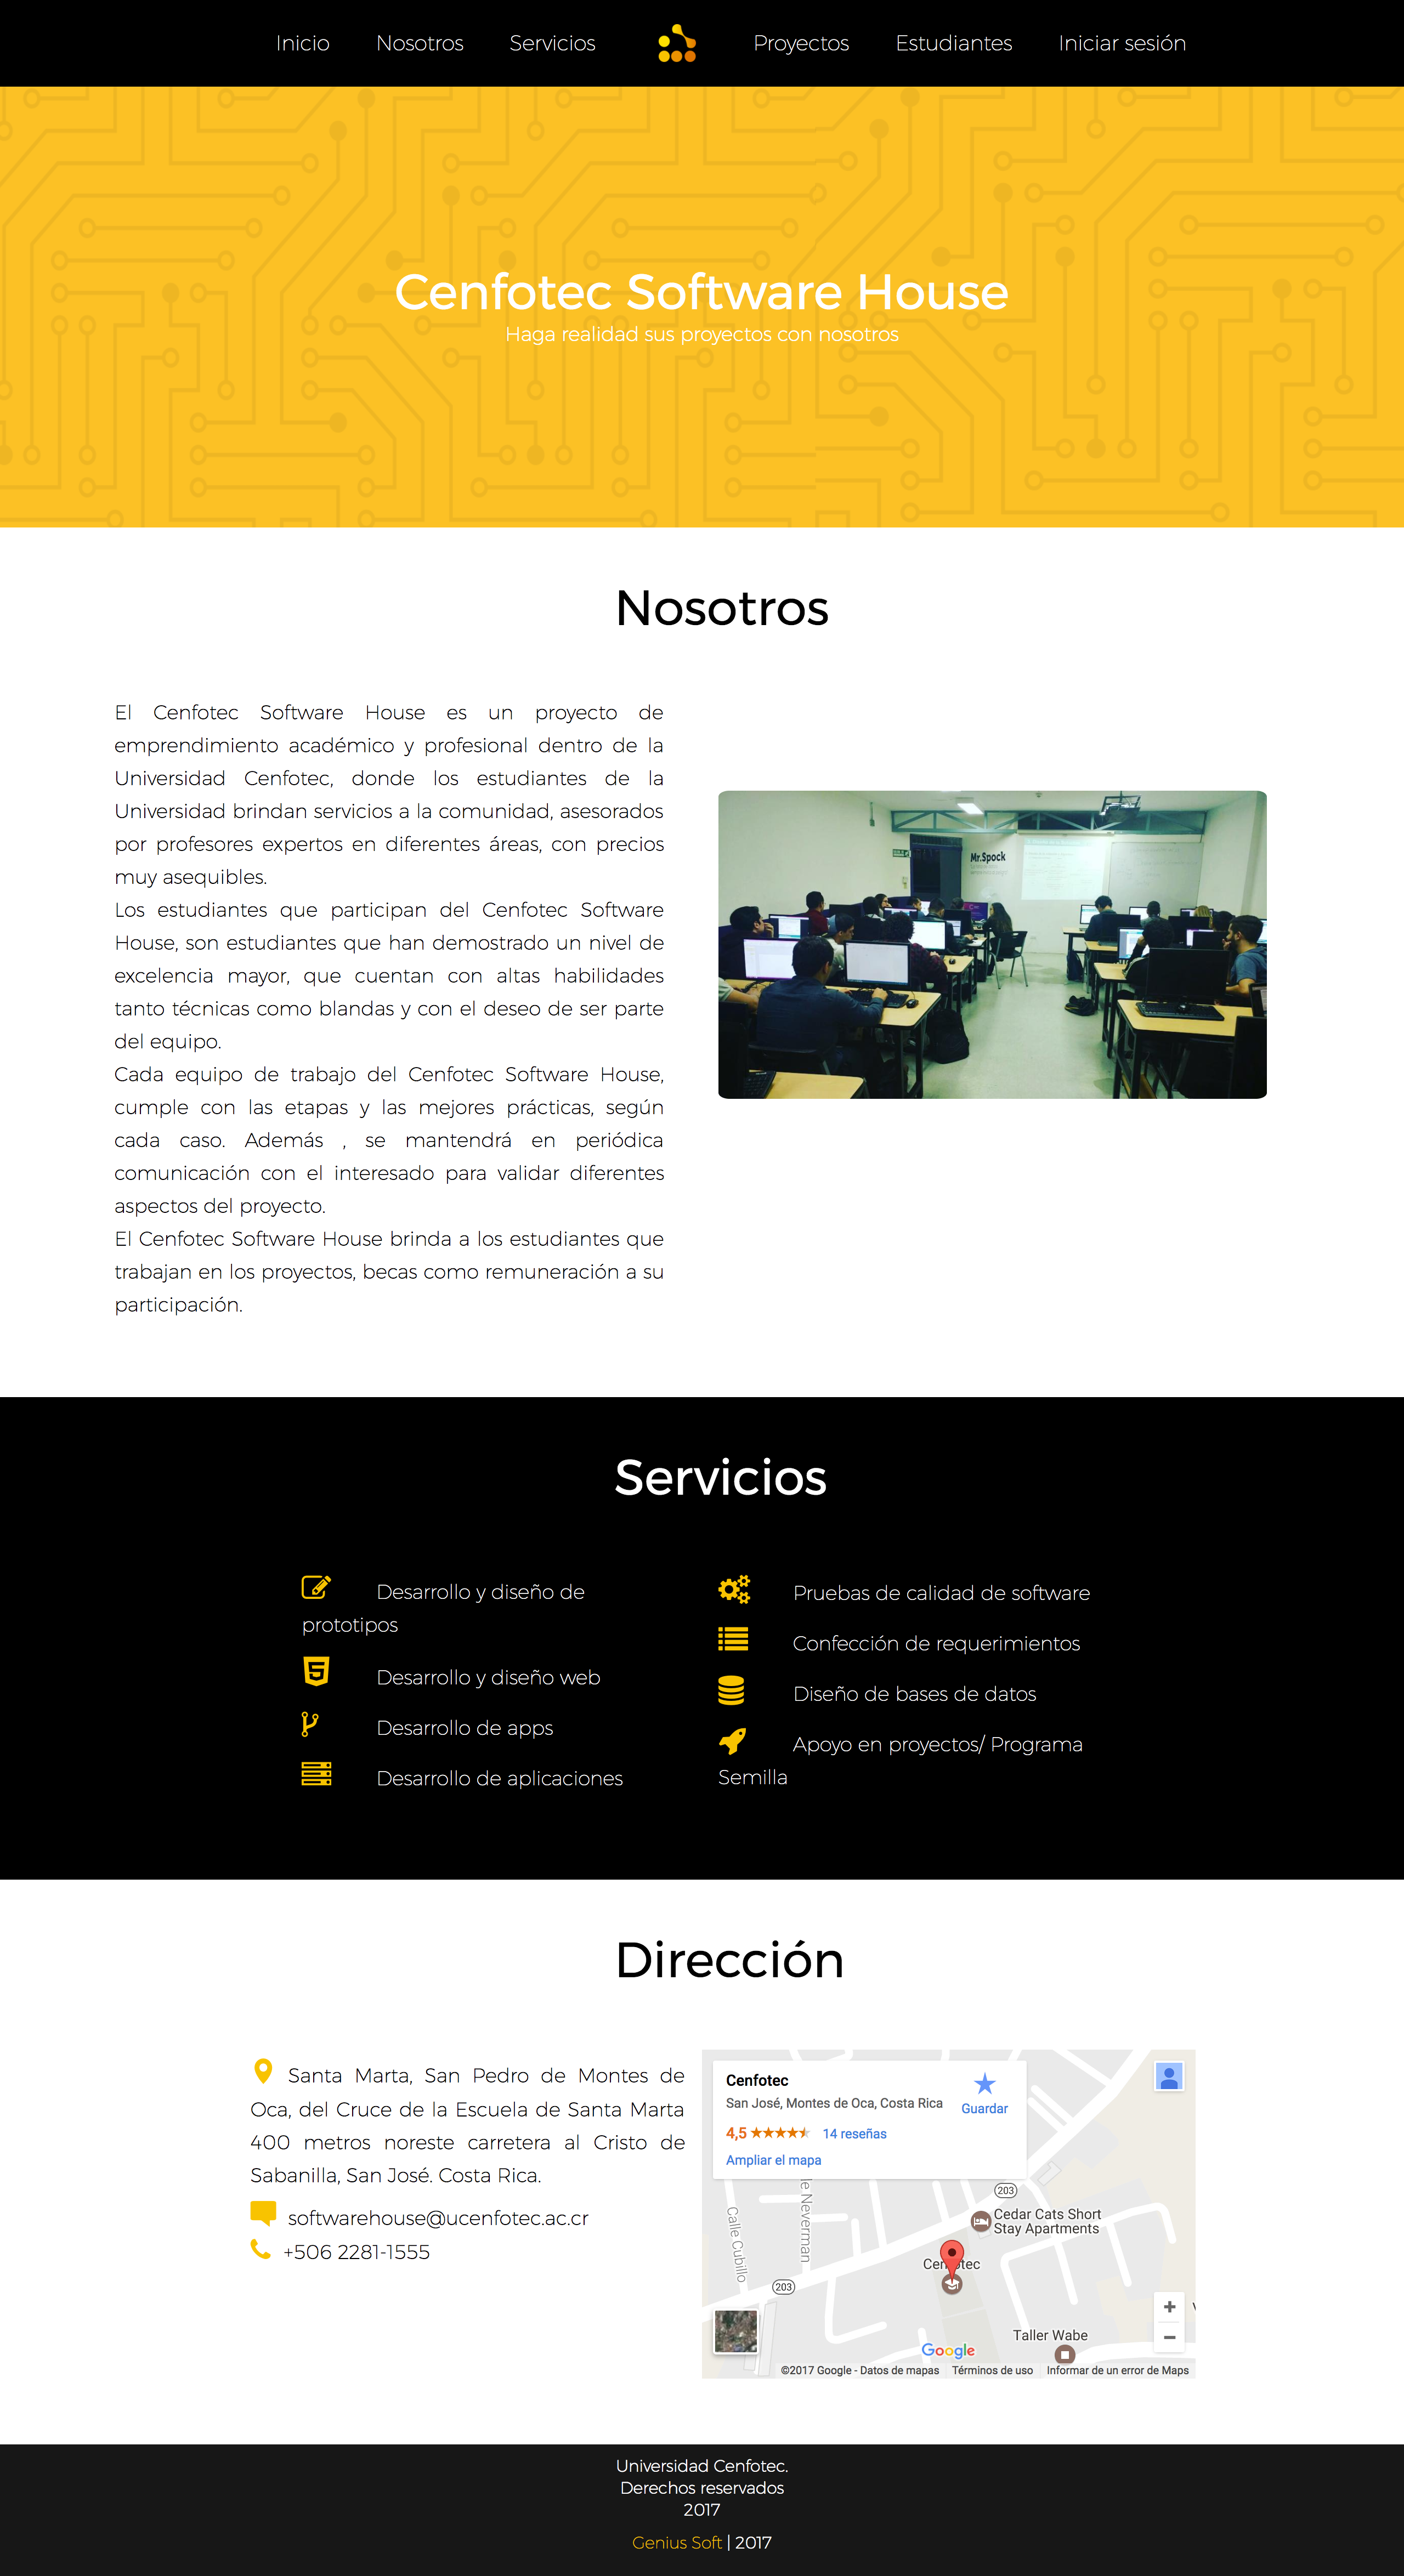 Inicio
Nosotros
Servicios
Proyectos
Estudiantes
Iniciar sesión
Cenfotec Software House
Haga realidad sus proyectos con nosotros
Nosotros
El Cenfotec Software House es un proyecto de
emprendimiento académico y profesional dentro de la
Universidad Cenfotec, donde los estudiantes de la
Universidad brindan servicios a la comunidad, asesorados
por profesores expertos en diferentes áreas, con precios
muy asequibles.
Los estudiantes que participan del Cenfotec Software
House, son estudiantes que han demostrado un nivel de
excelencia mayor, que cuentan con altas habilidades
tanto técnicas como blandas y con el deseo de ser parte
del equipo.
Cada equipo de trabajo del Cenfotec Software House,
cumple con las etapas y las mejores prácticas, según
cada caso. Además , se mantendrá en periódica
comunicación con el interesado para validar diferentes
aspectos del proyecto.
El Cenfotec Software House brinda a los estudiantes que
trabajan en los proyectos, becas como remuneración a su
participación.
Mr.Spock
Servicios
Desarrollo y diseño de
prototipos
Desarrollo y diseño web
Desarrollo de apps
Desarrollo de aplicaciones
Pruebas de calidad de software
Confección de requerimientos
Diseño de bases de datos
Apoyo en proyectos/ Programa
Semilla
Dirección
Santa Marta, San Pedro de Montes de
Oca, del Cruce de la Escuela de Santa Marta
400 metros noreste carretera al Cristo de
Sabanilla, San José. Costa Rica.
softwarehouse@ucenfotec.ac.cr
+506 2281-1555
Cenfotec
San José, Montes de Oca, Costa Rica
Guardar
4,5
14 reseñas
Ampliar el mapa
Calle Cubillo
le Neverman
203
Cedar Cats Short
Stay Apartments
Cenfotec
203
Taller Wabe
Google
©2017 Google - Datos de mapas
Términos de uso
Informar de un error de Maps
Universidad Cenfotec.
Derechos reservados
2017
Genius Soft | 2017